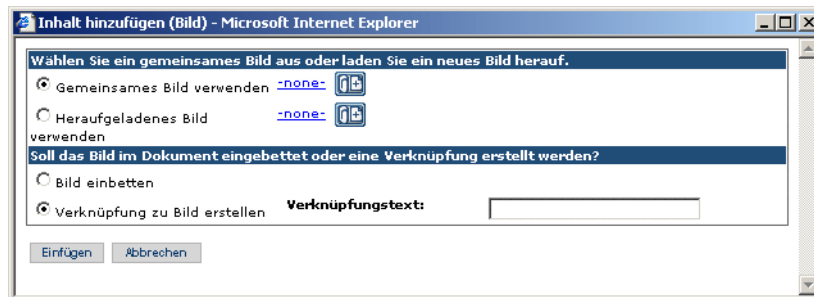 Inhalt hinzufügen (Bild) - Microsoft Internet Explorer
Wählen Sie ein gemeinsames Bild aus oder laden Sie ein neues Bild herauf.
Gemeinsames Bild verwenden -none-
Heraufgeladenes Bild -none-
verwenden
Soll das Bild im Dokument eingebettet oder eine Verknüpfung erstellt werden?
Bild einbetten
Verknüpfung zu Bild erstellen Verknüpfungstext:
Einfügen Abbrechen